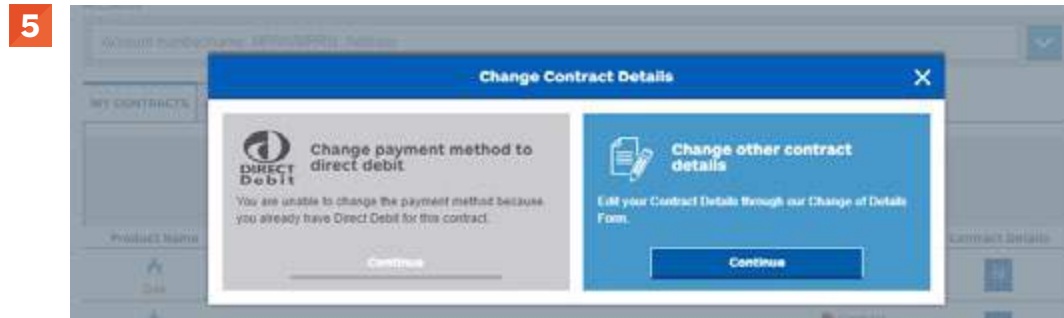 5
Change Contract Details
MY CONTRACTS
DIRECT
Debit
Change payment method to
direct debit
You are unable to change the payment method because
you already have Direct Debit for this contract.
Continue
Change other contract
details
Edit your Contract Details through our Change of Details
Form.
Continue
Product Name
Contract Details
Gas